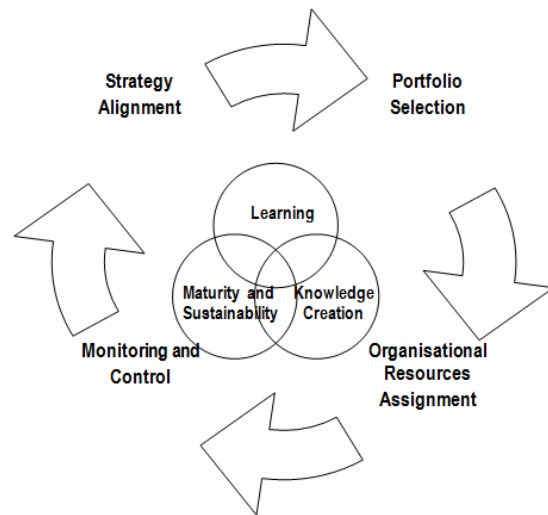 Strategy
Alignment
Portfolio
Selection
Learning
Maturity and
Sustainability
Knowledge
Creation
Monitoring and
Control
Organisational
Resources
Assignment